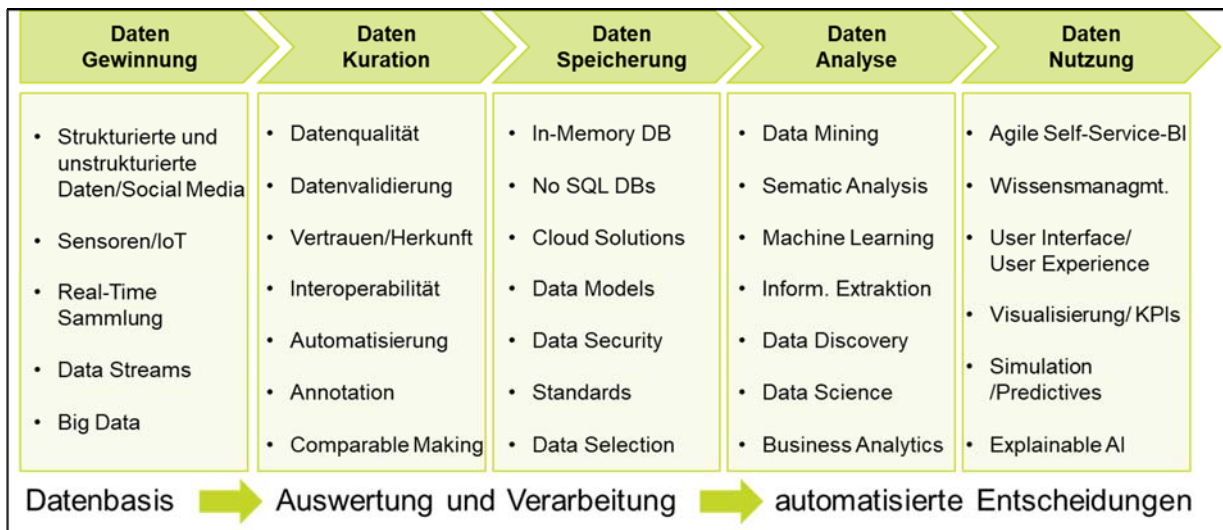 Daten
Gewinnung
Daten
Kuration
Daten
Speicherung
Daten
Analyse
Daten
Nutzung
• Strukturierte und
unstrukturierte
Daten/Social Media
• Sensoren/IoT
• Real-Time
Sammlung
• Data Streams
• Big Data
• Datenqualität
• Datenvalidierung
• Vertrauen/Herkunft
• Interoperabilität
• Automatisierung
• Annotation
• Comparable Making
• In-Memory DB
• No SQL DBs
• Cloud Solutions
• Data Models
• Data Security
• Standards
• Data Selection
• Data Mining
• Sematic Analysis
• Machine Learning
• Inform. Extraktion
• Data Discovery
• Data Science
• Business Analytics
• Agile Self-Service-BI
• Wissensmanagmt.
• User Interface/
User Experience
• Visualisierung/ KPIs
• Simulation
/Predictives
• Explainable AI
Datenbasis Auswertung und Verarbeitung automatisierte Entscheidungen